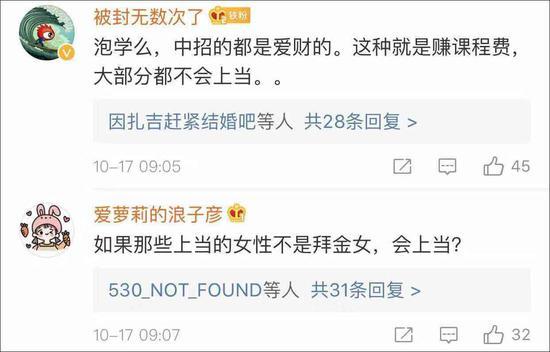 被封无数次了 铁粉
泡学么，中招的都是爱财的。这种就是赚课程费，
大部分都不会上当。。
因扎吉赶紧结婚吧等人 共28条回复 >
10-17 09:05 45
爱萝莉的浪子彦
如果那些上当的女性不是拜金女，会上当？
530_NOT_FOUND等人 共31条回复 >
10-17 09:07 32